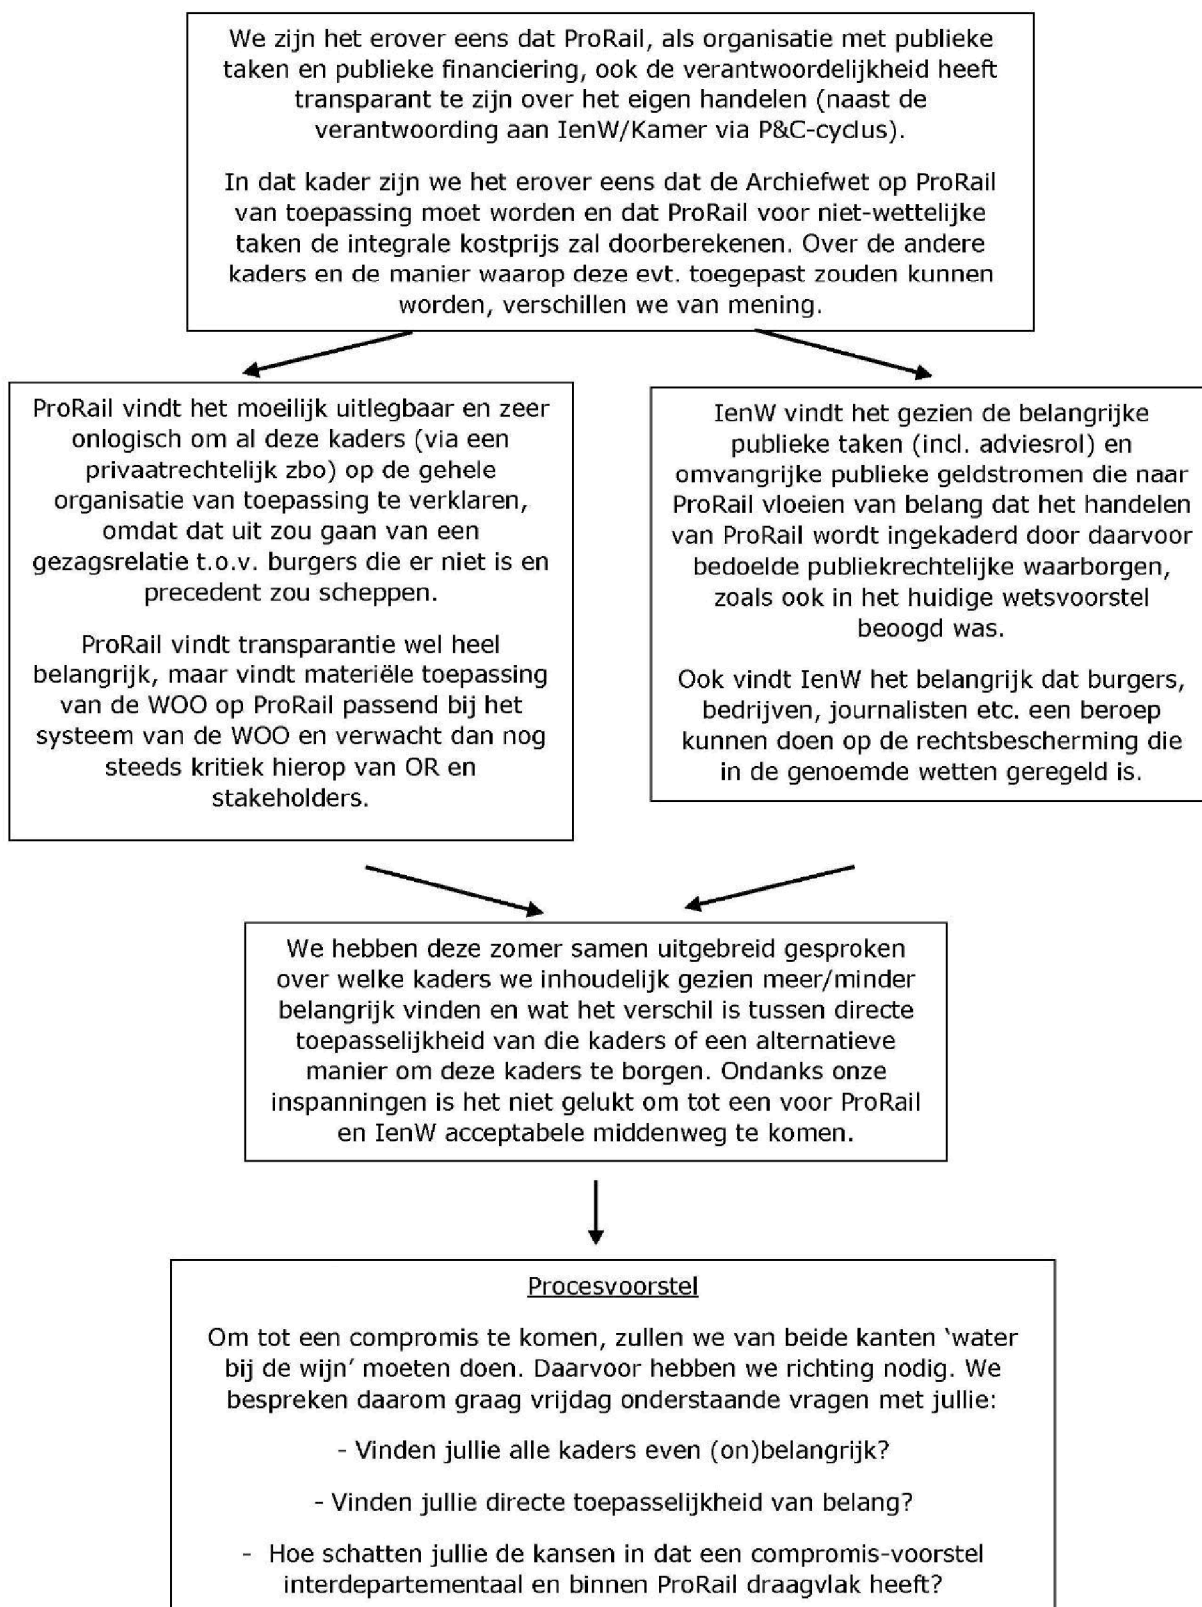 We zijn het erover eens dat ProRail, als organisatie met publieke
taken en publieke financiering, ook de verantwoordelijkheid heeft
transparant te zijn over het eigen handelen (naast de
verantwoording aan IenW/Kamer via P&C-cyclus).
In dat kader zijn we het erover eens dat de Archiefwet op ProRail
van toepassing moet worden en dat ProRail voor niet-wettelijke
taken de integrale kostprijs zal doorberekenen. Over de andere
kaders en de manier waarop deze evt. toegepast zouden kunnen
worden, verschillen we van mening.
ProRail vindt het moeilijk uitlegbaar en zeer
onlogisch om al deze kaders (via een
privaatrechtelijk zbo) op de gehele
organisatie van toepassing te verklaren,
omdat dat uit zou gaan van een
gezagsrelatie t.o.v. burgers die er niet is en
precedent zou scheppen.
ProRail vindt transparantie wel heel
belangrijk, maar vindt materiële toepassing
van de WOO op ProRail passend bij het
systeem van de WOO en verwacht dan nog
steeds kritiek hierop van OR en
stakeholders.
IenW vindt het gezien de belangrijke
publieke taken (incl. adviesrol) en
omvangrijke publieke geldstromen die naar
ProRail vloeien van belang dat het handelen
van ProRail wordt ingekaderd door daarvoor
bedoelde publiekrechtelijke waarborgen,
zoals ook in het huidige wetsvoorstel
beoogd was.
Ook vindt IenW het belangrijk dat burgers,
bedrijven, journalisten etc. een beroep
kunnen doen op de rechtsbescherming die
in de genoemde wetten geregeld is.
We hebben deze zomer samen uitgebreid gesproken
over welke kaders we inhoudelijk gezien meer/minder
belangrijk vinden en wat het verschil is tussen directe
toepasselijkheid van die kaders of een alternatieve
manier om deze kaders te borgen. Ondanks onze
inspanningen is het niet gelukt om tot een voor ProRail
en IenW acceptabele middenweg te komen.
Procesvoorstel
Om tot een compromis te komen, zullen we van beide kanten ‘water
bij de wijn’ moeten doen. Daarvoor hebben we richting nodig. We
bespreken daarom graag vrijdag onderstaande vragen met jullie:
- Vinden jullie alle kaders even (on)belangrijk?
- Vinden jullie directe toepasselijkheid van belang?
- Hoe schatten jullie de kansen in dat een compromis-voorstel
interdepartementaal en binnen ProRail draagvlak heeft?